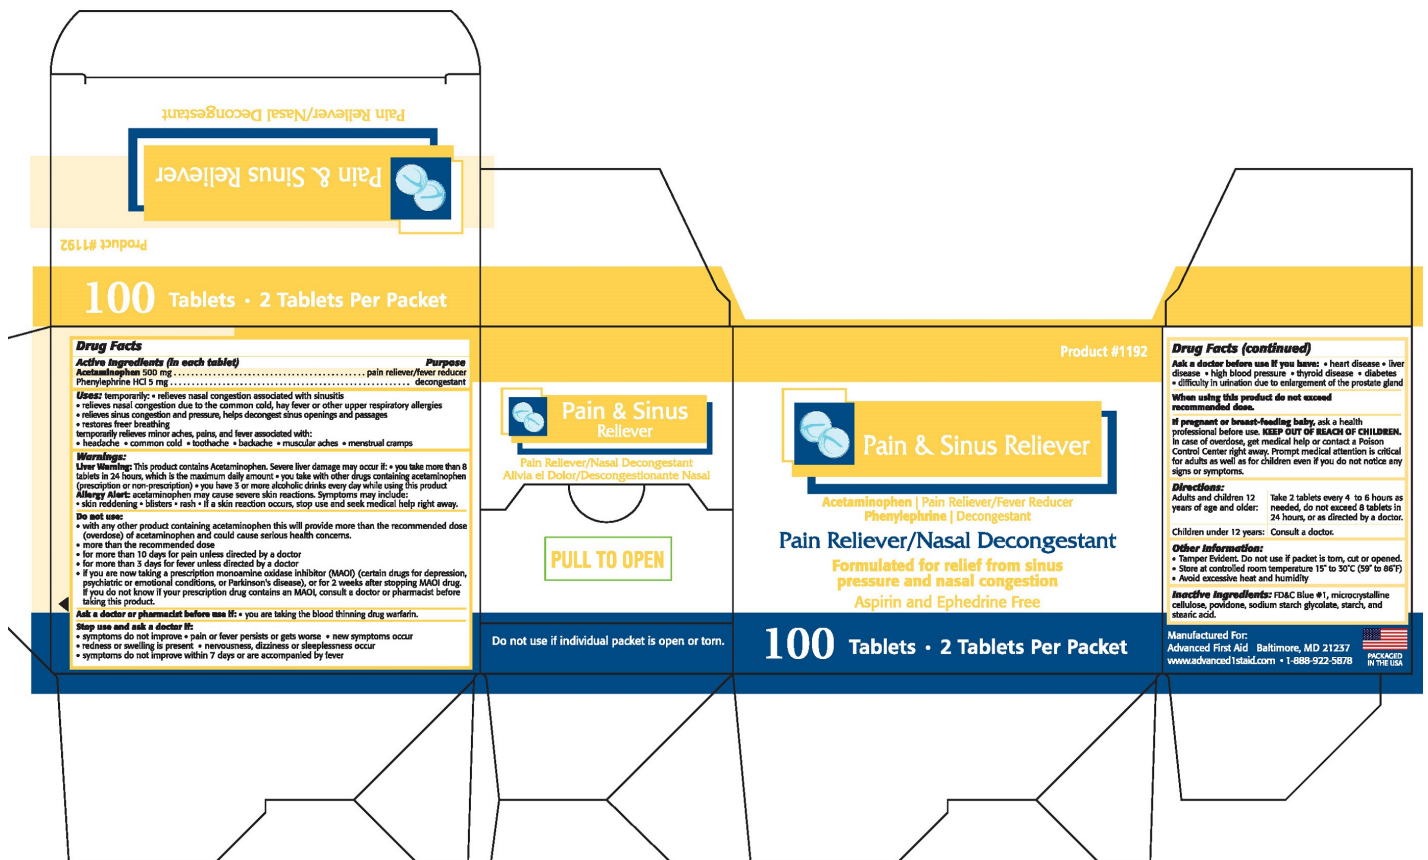 Pain Reliever/Nasal Decongestant
Pain & Sinus Reliever
Product #1192
100 Tablets • 2 Tablets Per Packet
Drug Facts
Active Ingredients (in each tablet) Purpose
Acetaminophen 500 mg ........................................ pain reliever/fever reducer
Phenylephrine HCl 5 mg ........................................ decongestant
Uses: temporarily: • relieves nasal congestion associated with sinusitis
• relieves nasal congestion due to the common cold, hay fever or other upper respiratory allergies
• relieves sinus congestion and pressure, helps decongest sinus openings and passages
• restores freer breathing
temporarily relieves minor aches, pains, and fever associated with:
• headache • common cold • toothache • backache • muscular aches • menstrual cramps
Warnings:
Liver Warning: This product contains Acetaminophen. Severe liver damage may occur if: • you take more than 8
tablets in 24 hours, which is the maximum daily amount • you take with other drugs containing acetaminophen
(prescription or non-prescription) • you have 3 or more alcoholic drinks every day while using this product
Allergy Alert: acetaminophen may cause severe skin reactions. Symptoms may include:
• skin reddening • blisters • rash • If a skin reaction occurs, stop use and seek medical help right away.
Do not use:
• with any other product containing acetaminophen this will provide more than the recommended dose
(overdose) of acetaminophen and could cause serious health concerns.
• more than the recommended dose
• for more than 10 days for pain unless directed by a doctor
• for more than 3 days for fever unless directed by a doctor
• if you are now taking a prescription monoamine oxidase inhibitor (MAOI) (certain drugs for depression,
psychiatric or emotional conditions, or Parkinson's disease), or for 2 weeks after stopping MAOI drug.
If you do not know if your prescription drug contains an MAOI, consult a doctor or pharmacist before
taking this product.
Ask a doctor or pharmacist before use if: • you are taking the blood thinning drug warfarin.
Stop use and ask a doctor if:
• symptoms do not improve • pain or fever persists or gets worse • new symptoms occur
• redness or swelling is present • nervousness, dizziness or sleeplessness occur
• symptoms do not improve within 7 days or are accompanied by fever
Pain & Sinus
Reliever
Pain Reliever/Nasal Decongestant
Alivia el Dolor/Descongestionante Nasal
PULL TO OPEN
Do not use if individual packet is open or torn.
Product #1192
Pain & Sinus Reliever
Acetaminophen | Pain Reliever/Fever Reducer
Phenylephrine | Decongestant
Pain Reliever/Nasal Decongestant
Formulated for relief from sinus
pressure and nasal congestion
Aspirin and Ephedrine Free
100 Tablets • 2 Tablets Per Packet
Drug Facts (continued)
Ask a doctor before use if you have: • heart disease • liver
disease • high blood pressure • thyroid disease • diabetes
• difficulty in urination due to enlargement of the prostate gland
When using this product do not exceed
recommended dose.
If pregnant or breast-feeding baby, ask a health
professional before use. KEEP OUT OF REACH OF CHILDREN.
In case of overdose, get medical help or contact a Poison
Control Center right away. Prompt medical attention is critical
for adults as well as for children even if you do not notice any
signs or symptoms.
Directions:
Adults and children 12 Take 2 tablets every 4 to 6 hours as
years of age and older: needed, do not exceed 8 tablets in
24 hours, or as directed by a doctor.
Children under 12 years: Consult a doctor.
Other Information:
• Tamper Evident. Do not use if packet is torn, cut or opened.
• Store at controlled room temperature 15° to 30°C (59° to 86°F)
• Avoid excessive heat and humidity
Inactive Ingredients: FD&C Blue #1, microcrystalline
cellulose, povidone, sodium starch glycolate, starch, and
stearic acid.
Manufactured For:
Advanced First Aid Baltimore, MD 21237
www.advanced1staid.com • 1-888-922-5878
PACKAGED
IN THE USA